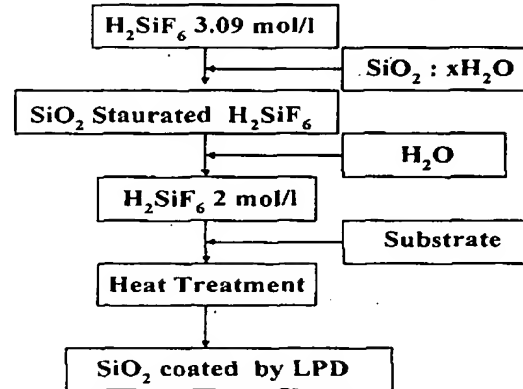 H₂SiF₆ 3.09 mol/l
SiO₂ : xH₂O
SiO₂ Staurated H₂SiF₆
H₂O
H₂SiF₆ 2 mol/l
Substrate
Heat Treatment
SiO₂ coated by LPD